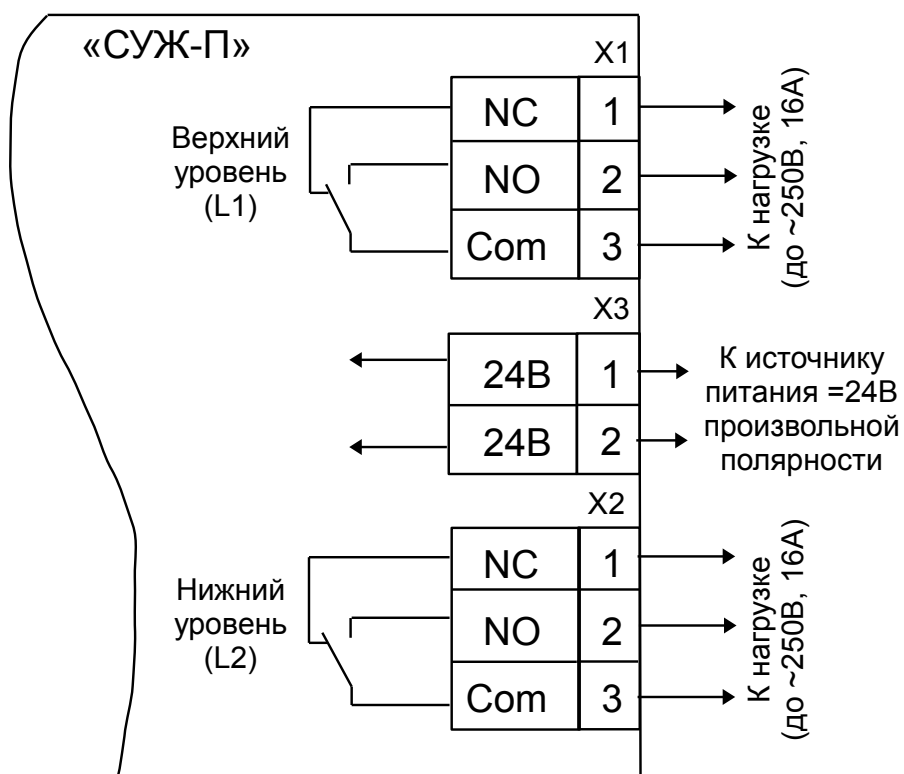 «СУЖ-П»
X1
Верхний
уровень
(L1)
NC 1
NO 2
Com 3
К нагрузке
(до ~250В, 16А)
X3
24В 1
24В 2
К источнику
питания =24В
произвольной
полярности
X2
Нижний
уровень
(L2)
NC 1
NO 2
Com 3
К нагрузке
(до ~250В, 16А)